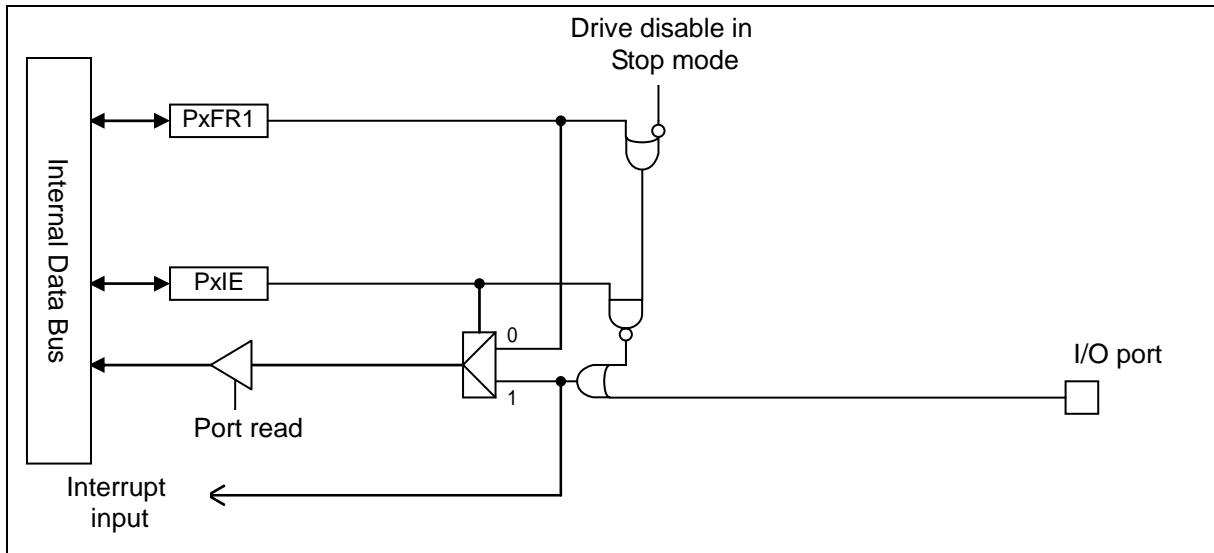 Drive disable in
Stop mode
PxFR1
Internal Data Bus
PxIE
0
1
I/O port
Port read
Interrupt
input